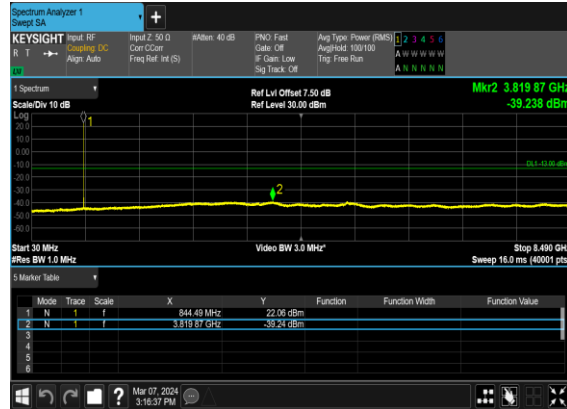 Spectrum Analyzer 1
Swept SA
+
KEYSIGHT Input: RF Input Z: 50 Ω #Atten: 40 dB PNO: Fast Avg Type: Power (RMS) 1 2 3 4 5 6
R T Coupling: DC Corr CCorr Gate: Off Avg|Hold: 100/100 A W W W W W
Align: Auto Freq Ref: Int (S) IF Gain: Low Trig: Free Run
Sig Track: Off A N N N N N
1 Spectrum Ref Lvl Offset 7.50 dB Mkr2 3.819 87 GHz
Scale/Div 10 dB Ref Level 30.00 dBm -39.238 dBm
Log
1
20.0
10.0
0.00
-10.0
DL1 -13.00 dBm
-20.0
-30.0
2
-40.0
-50.0
-60.0
Start 30 MHz Video BW 3.0 MHz* Stop 8.490 GHz
#Res BW 1.0 MHz Sweep 16.0 ms (40001 pts)
5 Marker Table
Mode Trace Scale X Y Function Function Width Function Value
1 N 1 f 844.49 MHz 22.06 dBm
2 N 1 f 3.819 87 GHz -39.24 dBm
3
4
5
6
? Mar 07, 2024
3:16:37 PM